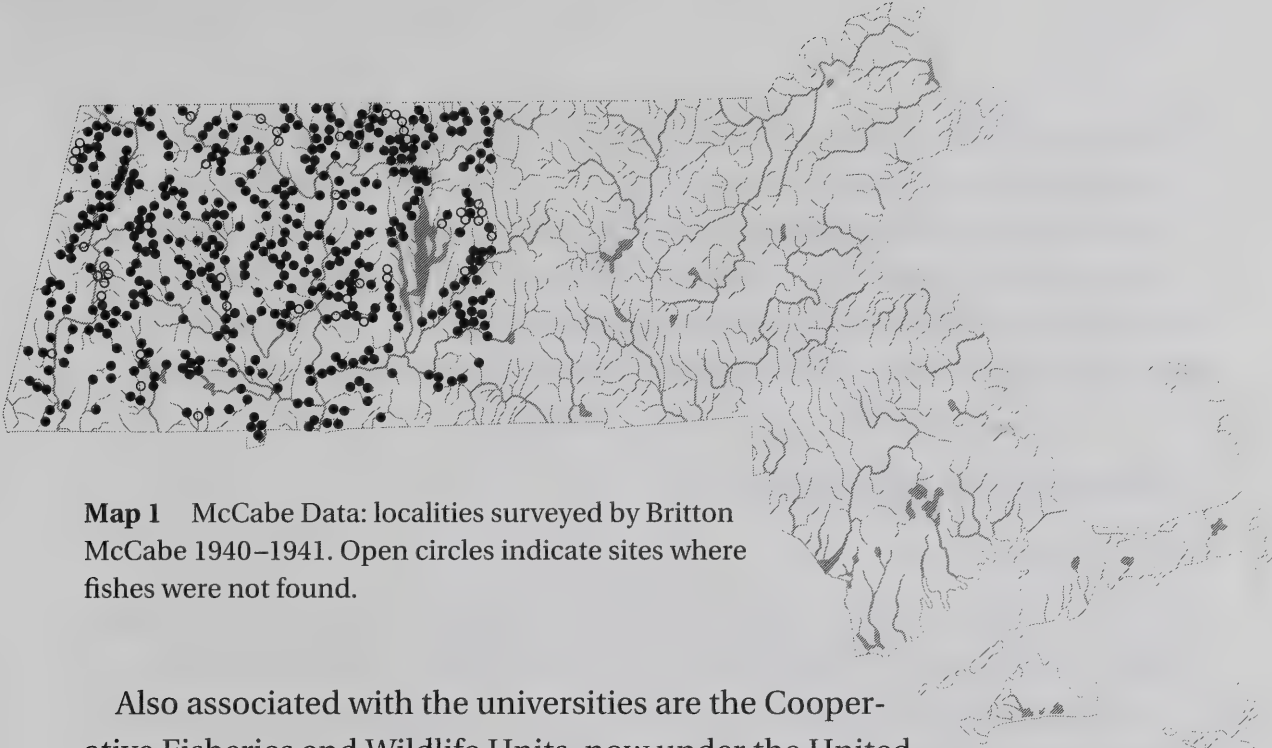 Map 1 McCabe Data: localities surveyed by Britton
McCabe 1940–1941. Open circles indicate sites where
fishes were not found.
Also associated with the universities are the Cooper-
ative Fisheries and Wildlife Units, now under the United